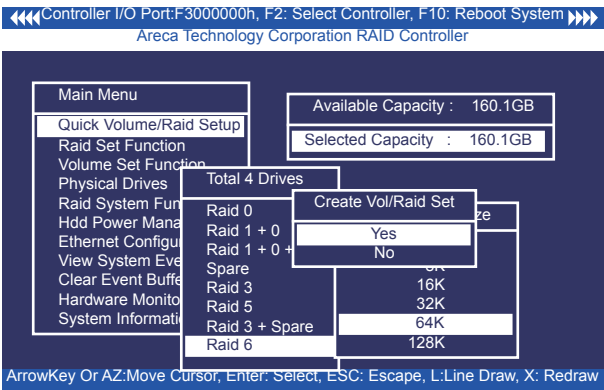 Controller I/O Port:F3000000h, F2: Select Controller, F10: Reboot System
Areca Technology Corporation RAID Controller
Main Menu
Quick Volume/Raid Setup
Raid Set Function
Volume Set Function
Physical Drives
Raid System Fun
Hdd Power Mana
Ethernet Configu
View System Eve
Clear Event Buffe
Hardware Monito
System Informati
Available Capacity : 160.1GB
Selected Capacity : 160.1GB
Total 4 Drives
Raid 0
Raid 1 + 0
Raid 1 + 0 +
Spare
Raid 3
Raid 5
Raid 3 + Spare
Raid 6
Create Vol/Raid Set
Yes
No
ze
16K
32K
64K
128K
ArrowKey Or AZ:Move Cursor, Enter: Select, ESC: Escape, L:Line Draw, X: Redraw